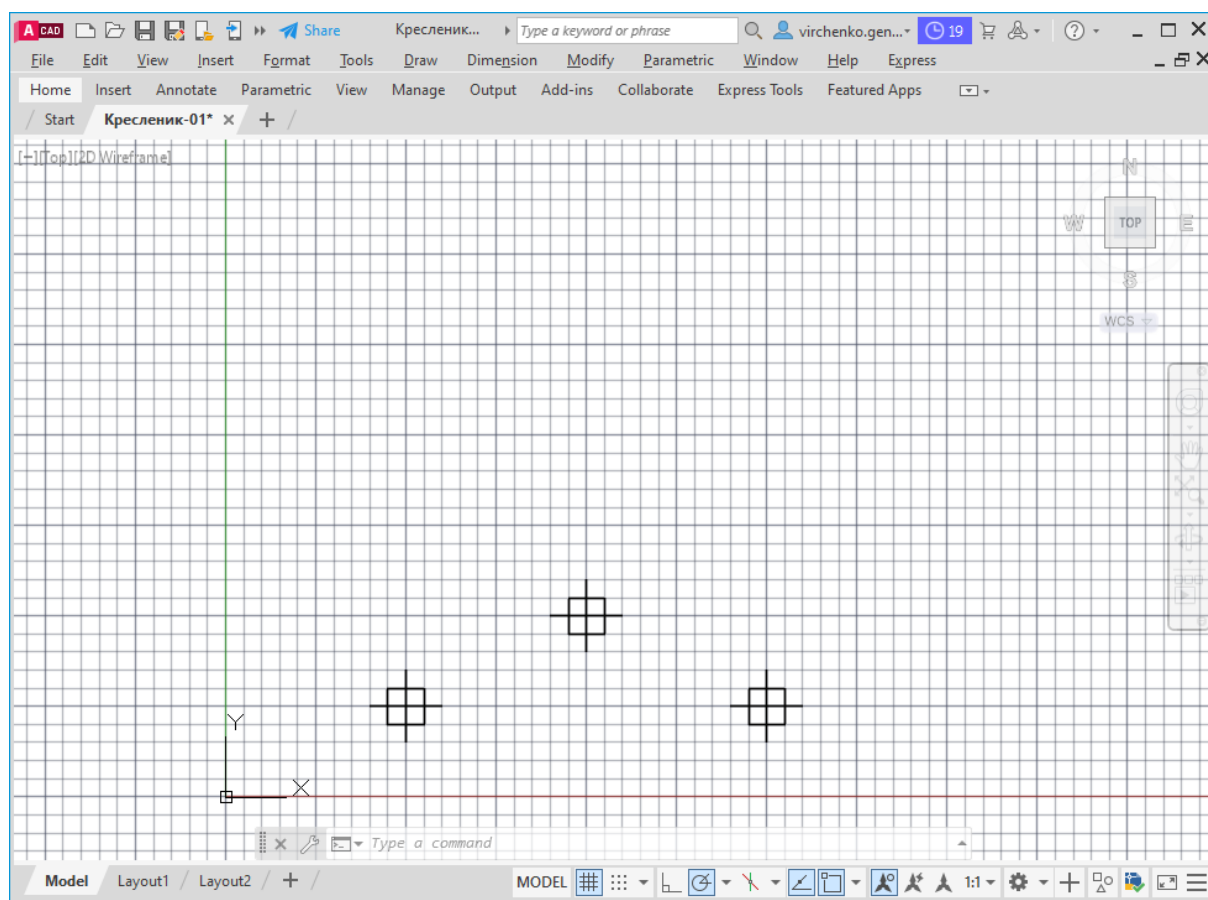 A CAD Share Кресленик... Type a keyword or phrase virchenko.gen... 19
File Edit View Insert Format Tools Draw Dimension Modify Parametric Window Help Express
Home Insert Annotate Parametric View Manage Output Add-ins Collaborate Express Tools Featured Apps
Start Кресленик-01*
[−][Top][2D Wireframe]
N
W TOP E
S
WCS
Y
X
Type a command
Model Layout1 Layout2 MODEL 1:1